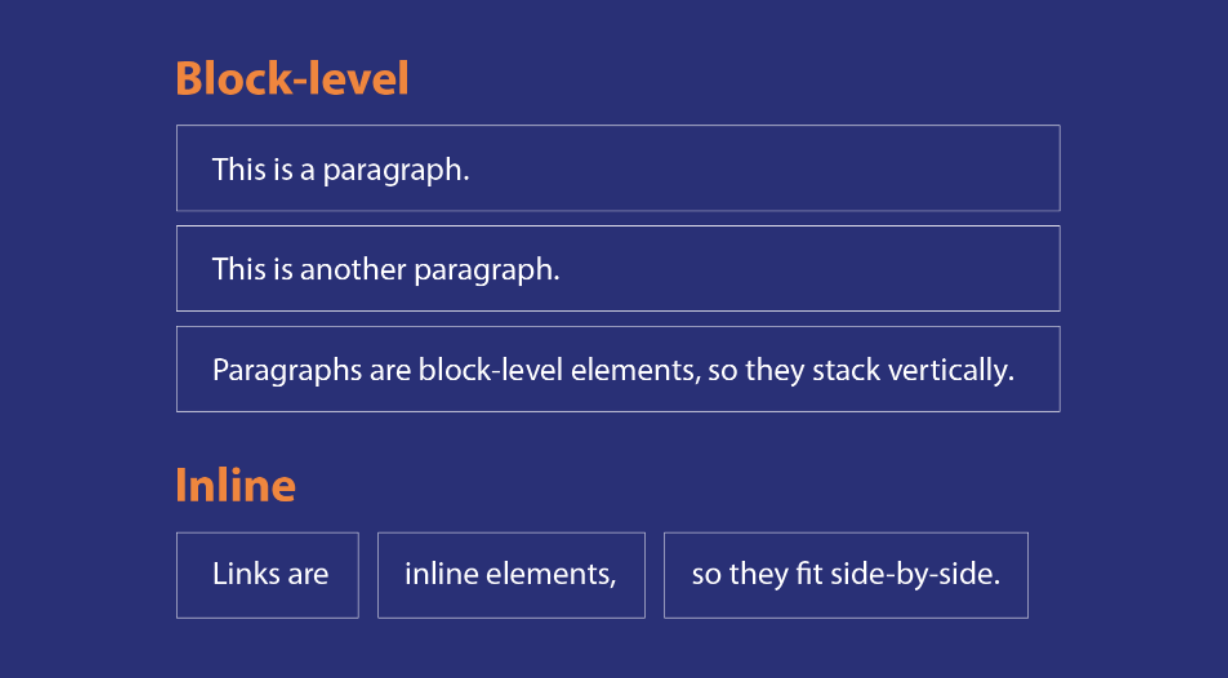 Block-level
This is a paragraph.
This is another paragraph.
Paragraphs are block-level elements, so they stack vertically.
Inline
Links are
inline elements,
so they fit side-by-side.